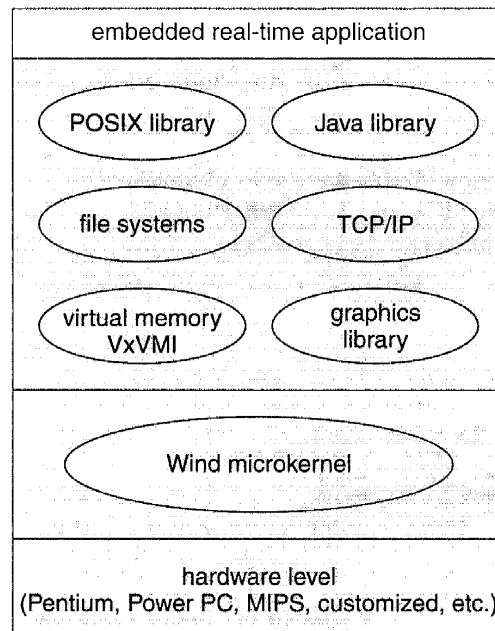 embedded real-time application
POSIX library
Java library
file systems
TCP/IP
virtual memory
VxVMI
graphics
library
Wind microkernel
hardware level
(Pentium, Power PC, MIPS, customized, etc.)